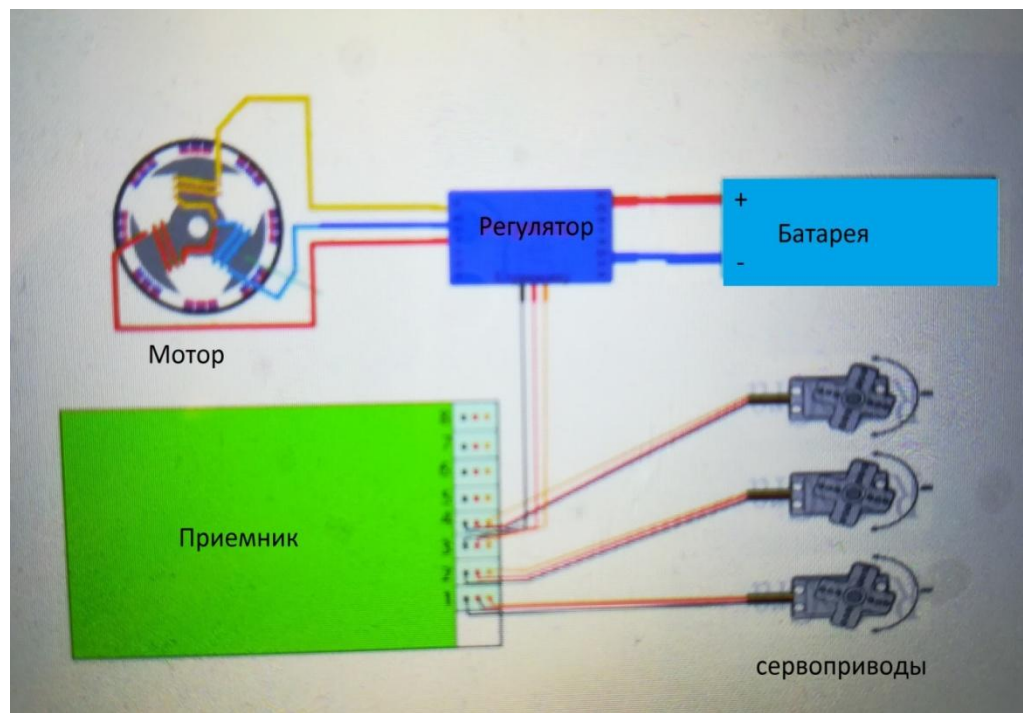 Регулятор
+
Батарея
-
Мотор
8
7
6
5
4
3
2
1
Приемник
сервоприводы